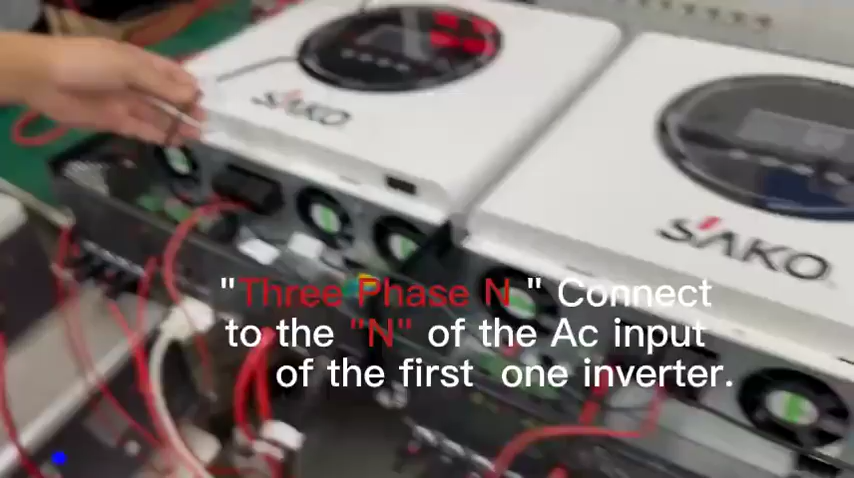 SAKO
SAKO
"Three Phase N " Connect
to the "N" of the Ac input
of the first one inverter.